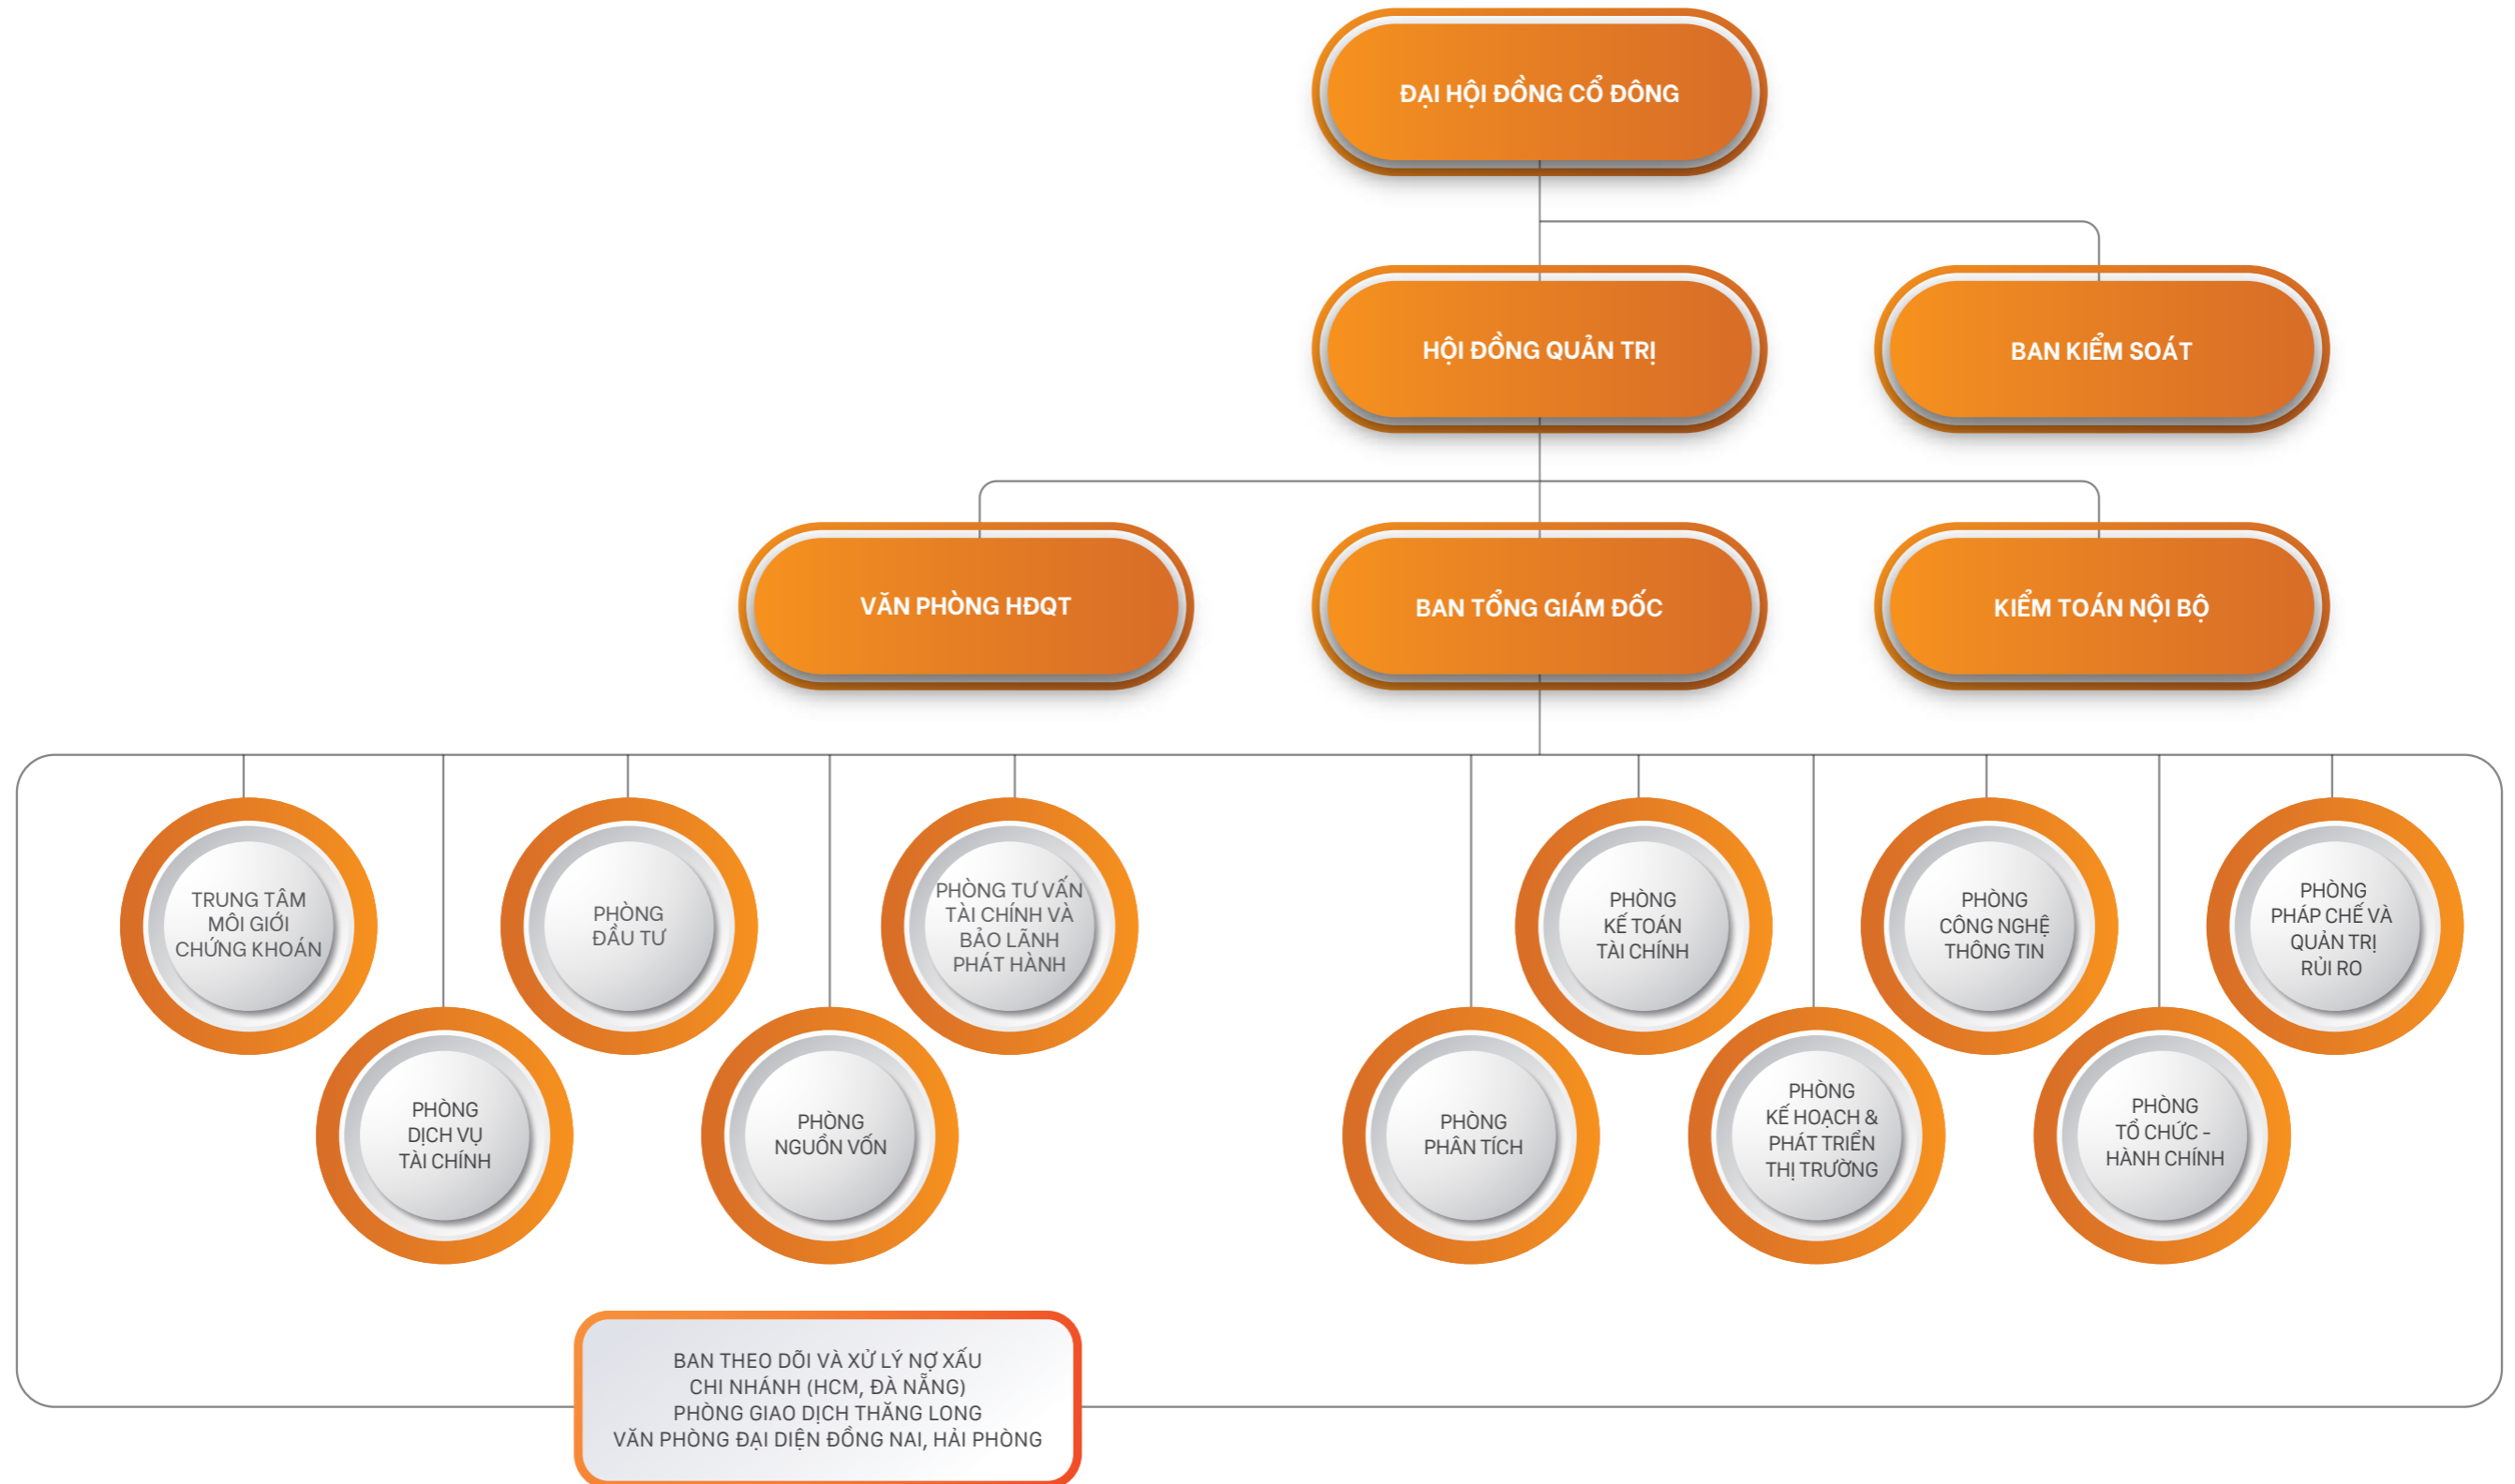 ĐẠI HỘI ĐỒNG CỔ ĐÔNG
HỘI ĐỒNG QUẢN TRỊ
BAN KIỂM SOÁT
VĂN PHÒNG HĐQT
BAN TỔNG GIÁM ĐỐC
KIỂM TOÁN NỘI BỘ
TRUNG TÂM
MÔI GIỚI
CHỨNG KHOÁN
PHÒNG
DỊCH VỤ
TÀI CHÍNH
PHÒNG
ĐẦU TƯ
PHÒNG
NGUỒN VỐN
PHÒNG TƯ VẤN
TÀI CHÍNH VÀ
BẢO LÃNH
PHÁT HÀNH
PHÒNG
PHÂN TÍCH
PHÒNG
KẾ TOÁN
TÀI CHÍNH
PHÒNG
KẾ HOẠCH &
PHÁT TRIỂN
THỊ TRƯỜNG
PHÒNG
CÔNG NGHỆ
THÔNG TIN
PHÒNG
TỔ CHỨC -
HÀNH CHÍNH
PHÒNG
PHÁP CHẾ VÀ
QUẢN TRỊ
RỦI RO
BAN THEO DÕI VÀ XỬ LÝ NỢ XẤU
CHI NHÁNH (HCM, ĐÀ NẴNG)
PHÒNG GIAO DỊCH THĂNG LONG
VĂN PHÒNG ĐẠI DIỆN ĐỒNG NAI, HẢI PHÒNG